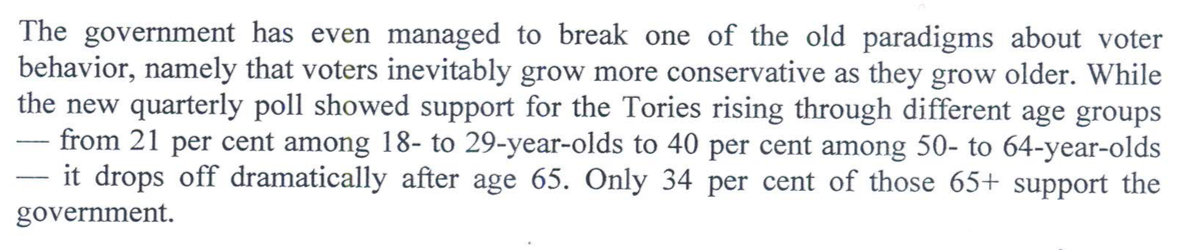 The government has even managed to break one of the old paradigms about voter
behavior, namely that voters inevitably grow more conservative as they grow older. While
the new quarterly poll showed support for the Tories rising through different age groups
— from 21 per cent among 18- to 29-year-olds to 40 per cent among 50- to 64-year-olds
— it drops off dramatically after age 65. Only 34 per cent of those 65+ support the
government.